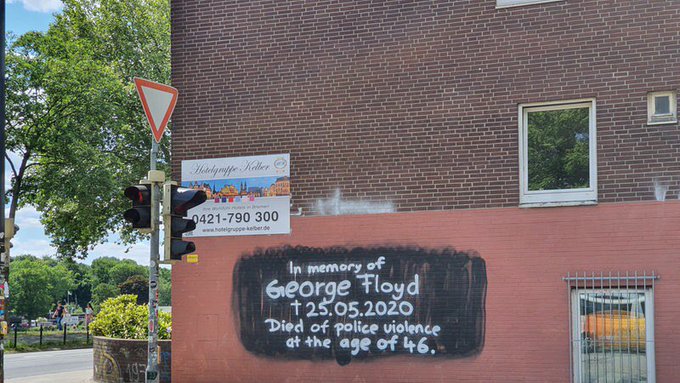 Hotelgruppe Kelber
0421-790 300
www.hotelgruppe-kelber.de
In memory of
George Floyd
†25.05.2020
Died of police violence
at the age of 46.